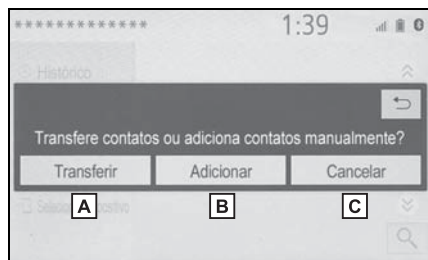 ************* 1:39
Histórico
Transfere contatos ou adiciona contatos manualmente?
Transferir Adicionar Cancelar
A B C